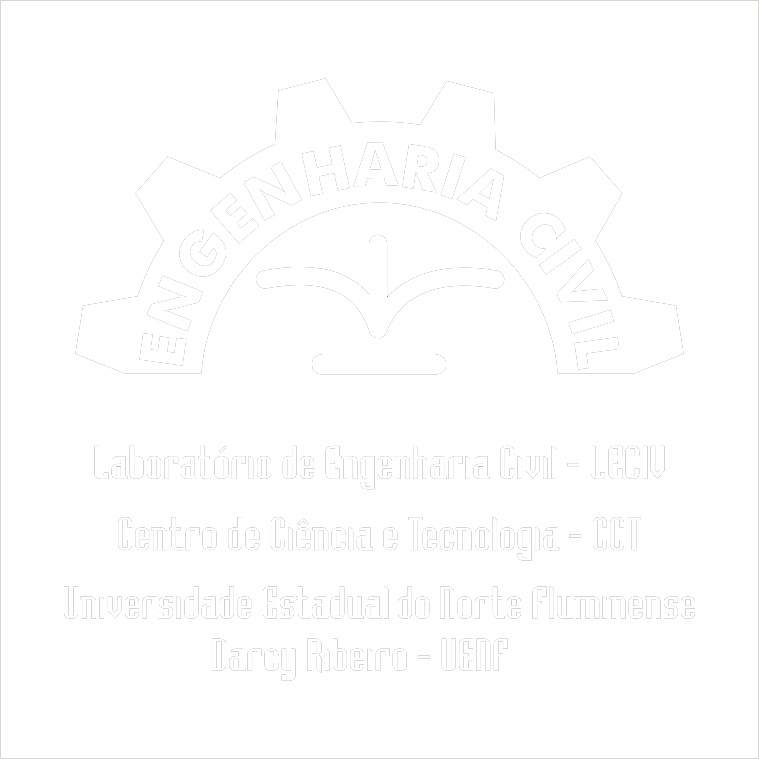 ENGENHARIA CIVIL
Laboratório de Engenharia Civil - LECIV
Centro de Ciência e Tecnologia - CCT
Universidade Estadual do Norte Fluminense
Darcy Ribeiro - UENF